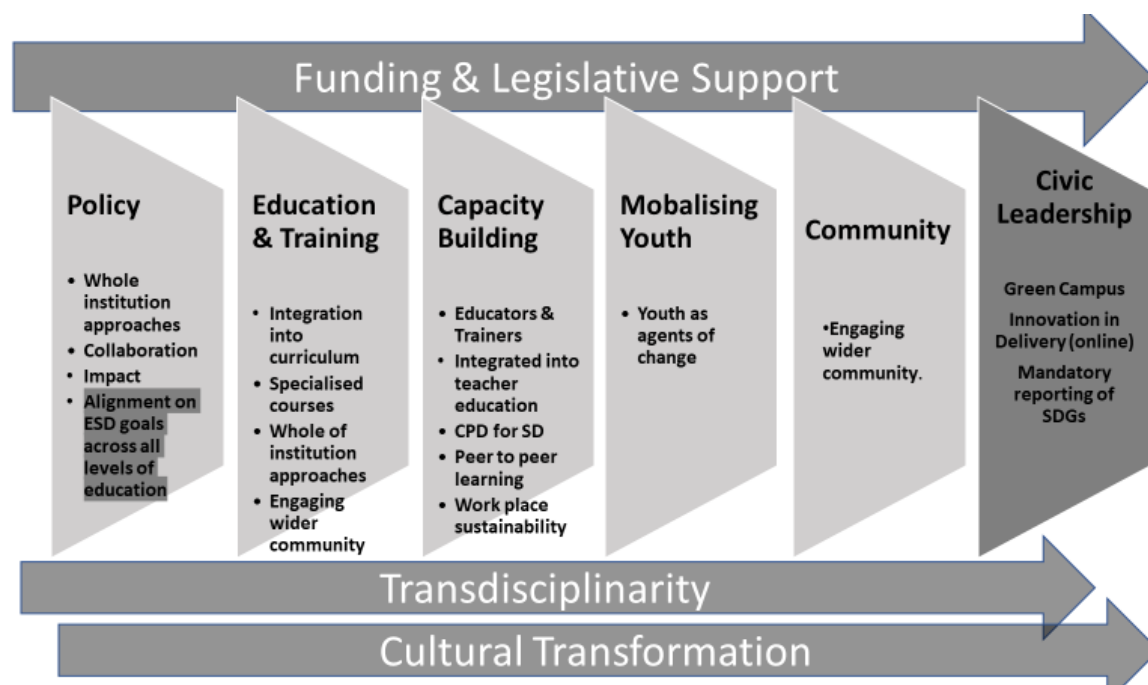 Funding & Legislative Support
Policy
• Whole
institution
approaches
• Collaboration
• Impact
• Alignment on
ESD goals
across all
levels of
education
Education
& Training
• Integration
into
curriculum
• Specialised
courses
• Whole of
institution
approaches
• Engaging
wider
community
Capacity
Building
• Educators &
Trainers
• Integrated into
teacher
education
• CPD for SD
• Peer to peer
learning
• Work place
sustainability
Mobalising
Youth
• Youth as
agents of
change
Community
•Engaging
wider
community.
Civic
Leadership
Green Campus
Innovation in
Delivery (online)
Mandatory
reporting of
SDGs
Transdisciplinarity
Cultural Transformation